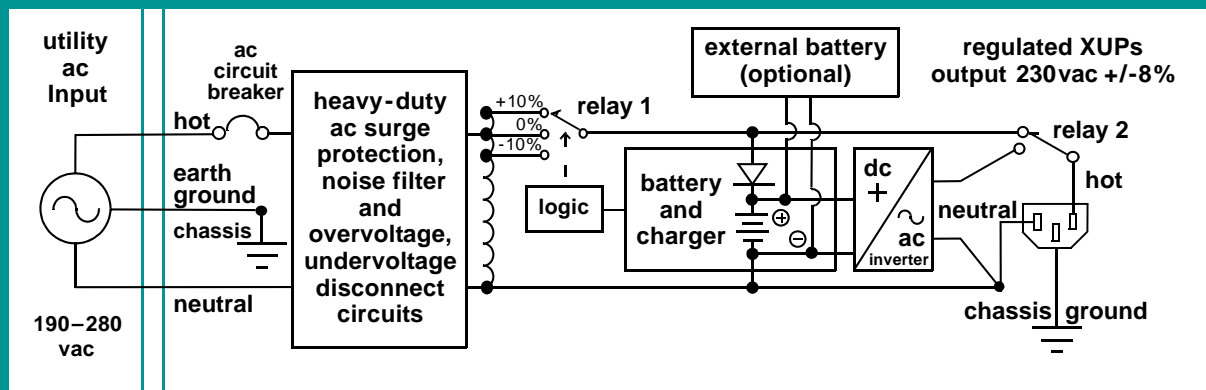 utility
ac
Input
190–280
vac
hot
earth
ground
chassis
neutral
ac
circuit
breaker
heavy-duty
ac surge
protection,
noise filter
and
overvoltage,
undervoltage
disconnect
circuits
+10%
0%
-10%
relay 1
logic
external battery
(optional)
battery
and
charger
+
−
dc
+
ac
inverter
regulated XUPs
output 230vac +/-8%
relay 2
hot
neutral
chassis ground